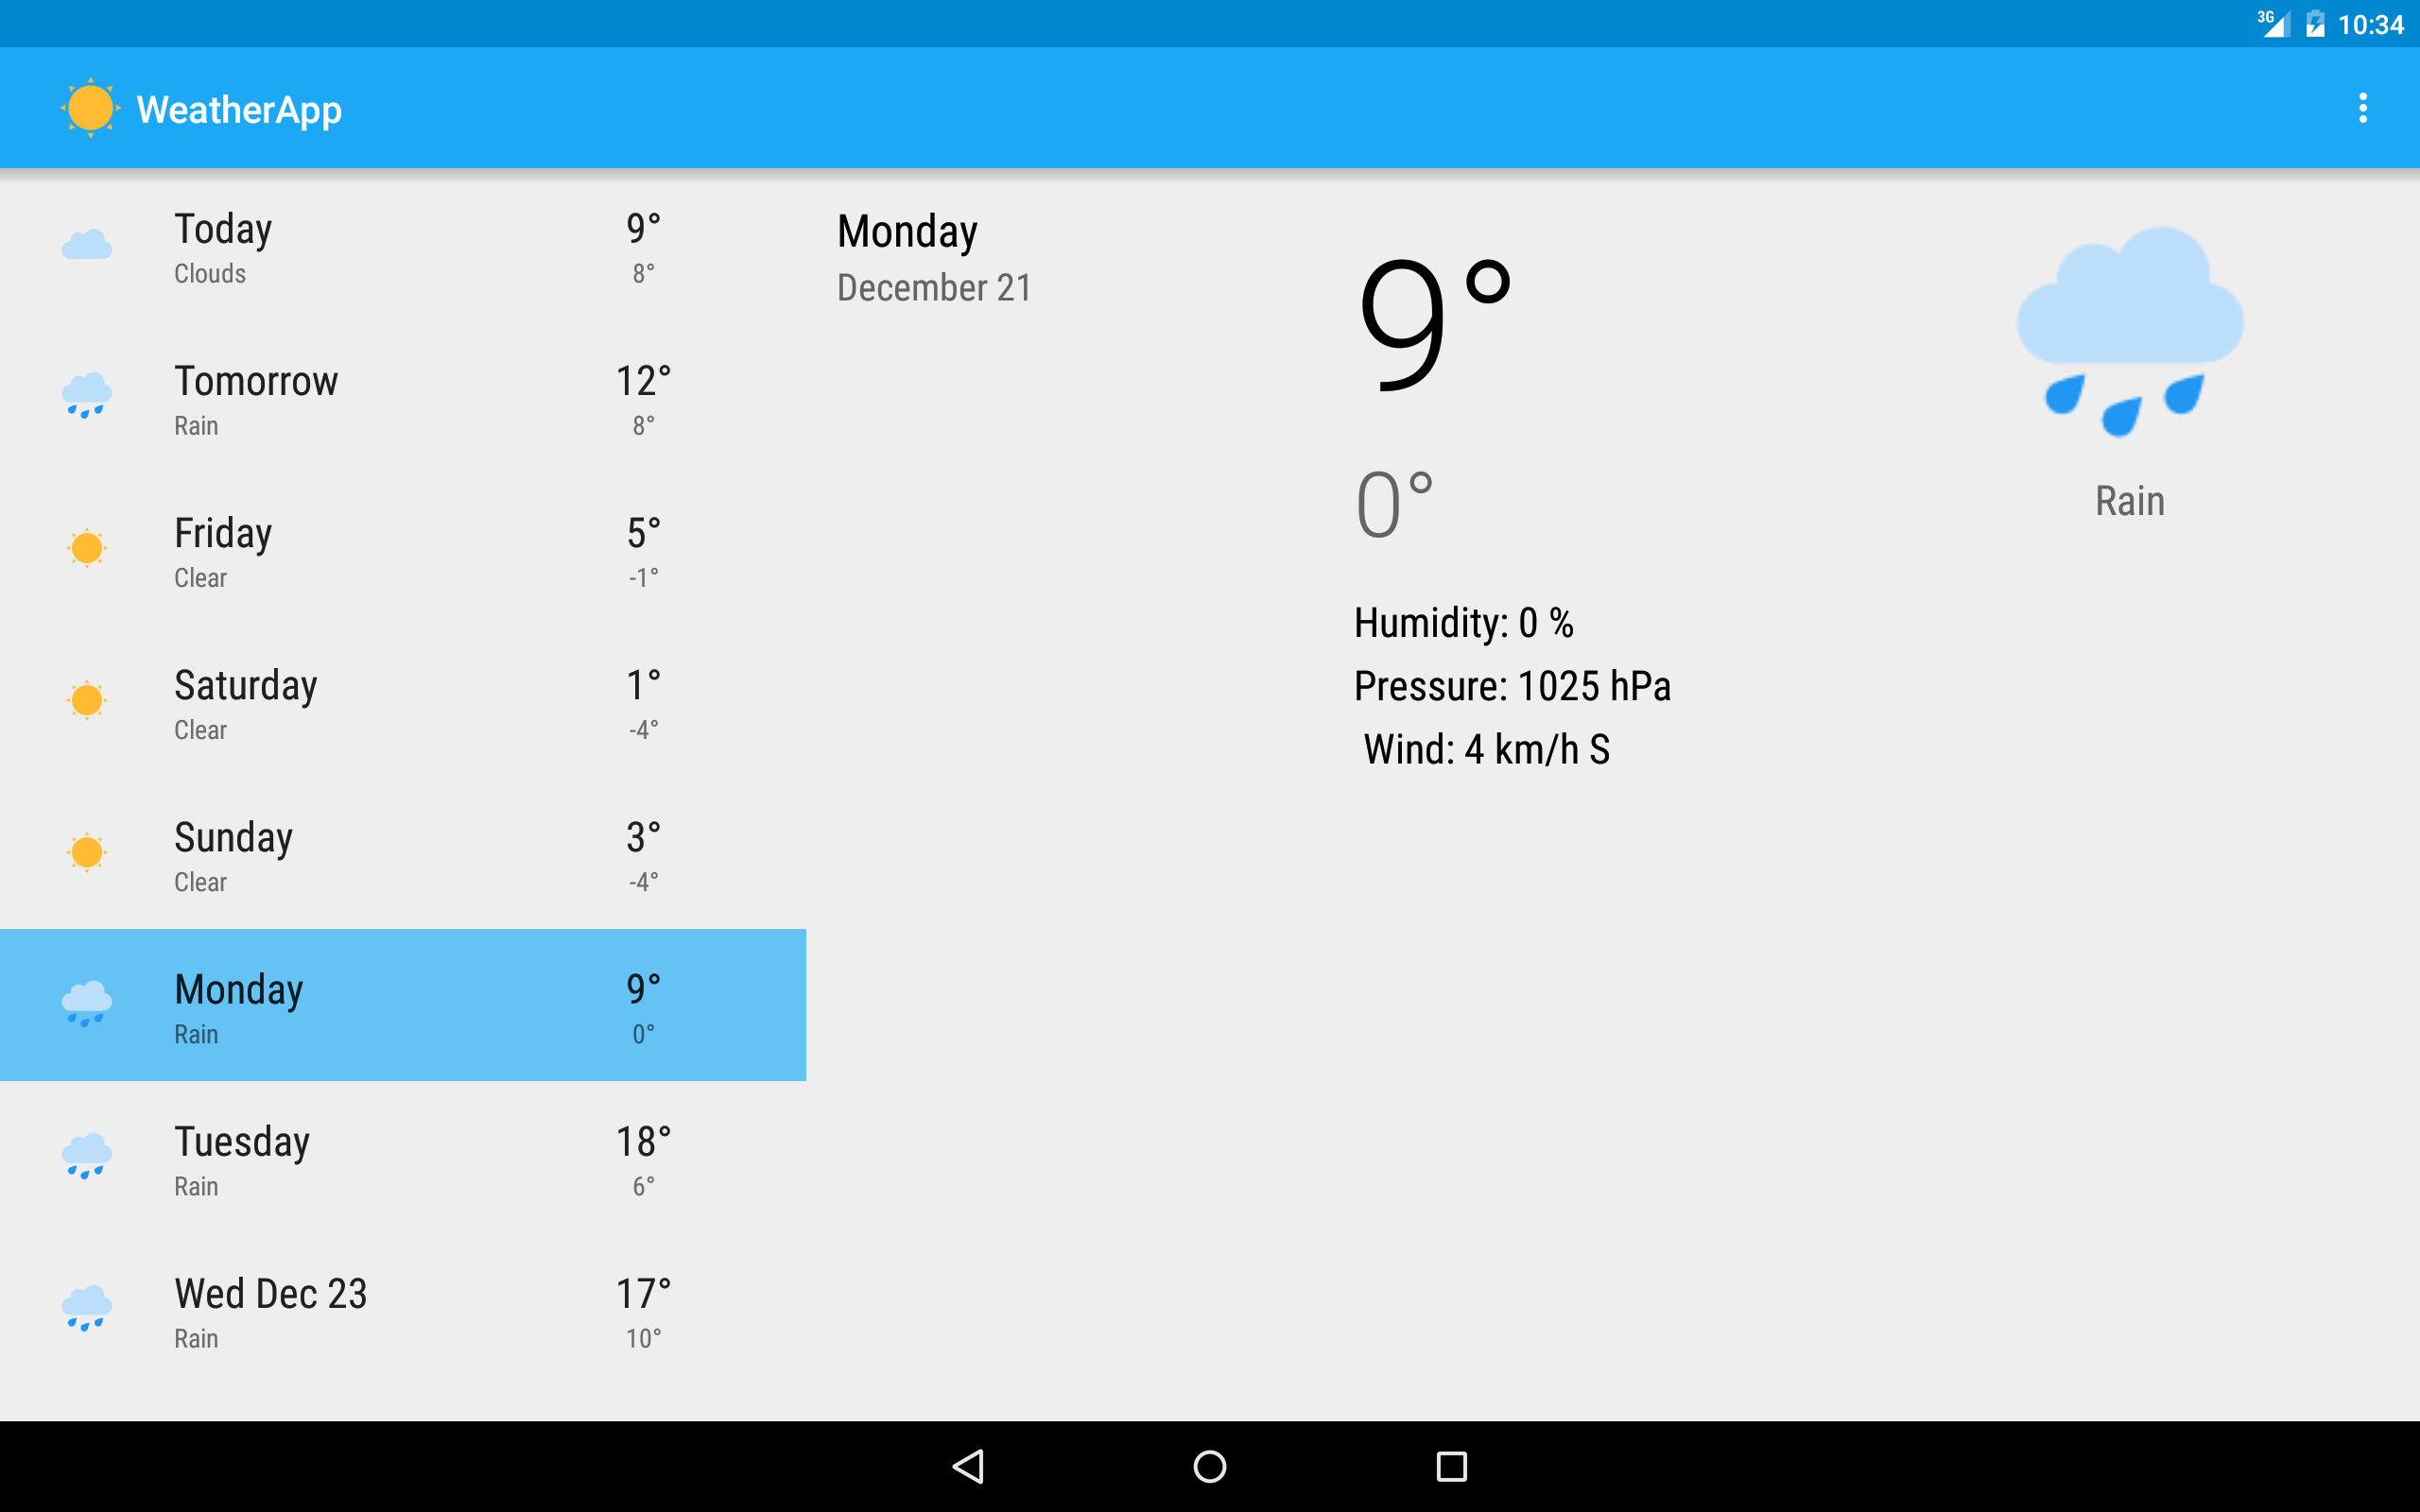 3G 10:34
WeatherApp
Today 9°
Clouds 8°
Tomorrow 12°
Rain 8°
Friday 5°
Clear -1°
Saturday 1°
Clear -4°
Sunday 3°
Clear -4°
Monday 9°
Rain 0°
Tuesday 18°
Rain 6°
Wed Dec 23 17°
Rain 10°
Monday
December 21
9°
0°
Humidity: 0 %
Pressure: 1025 hPa
Wind: 4 km/h S
Rain